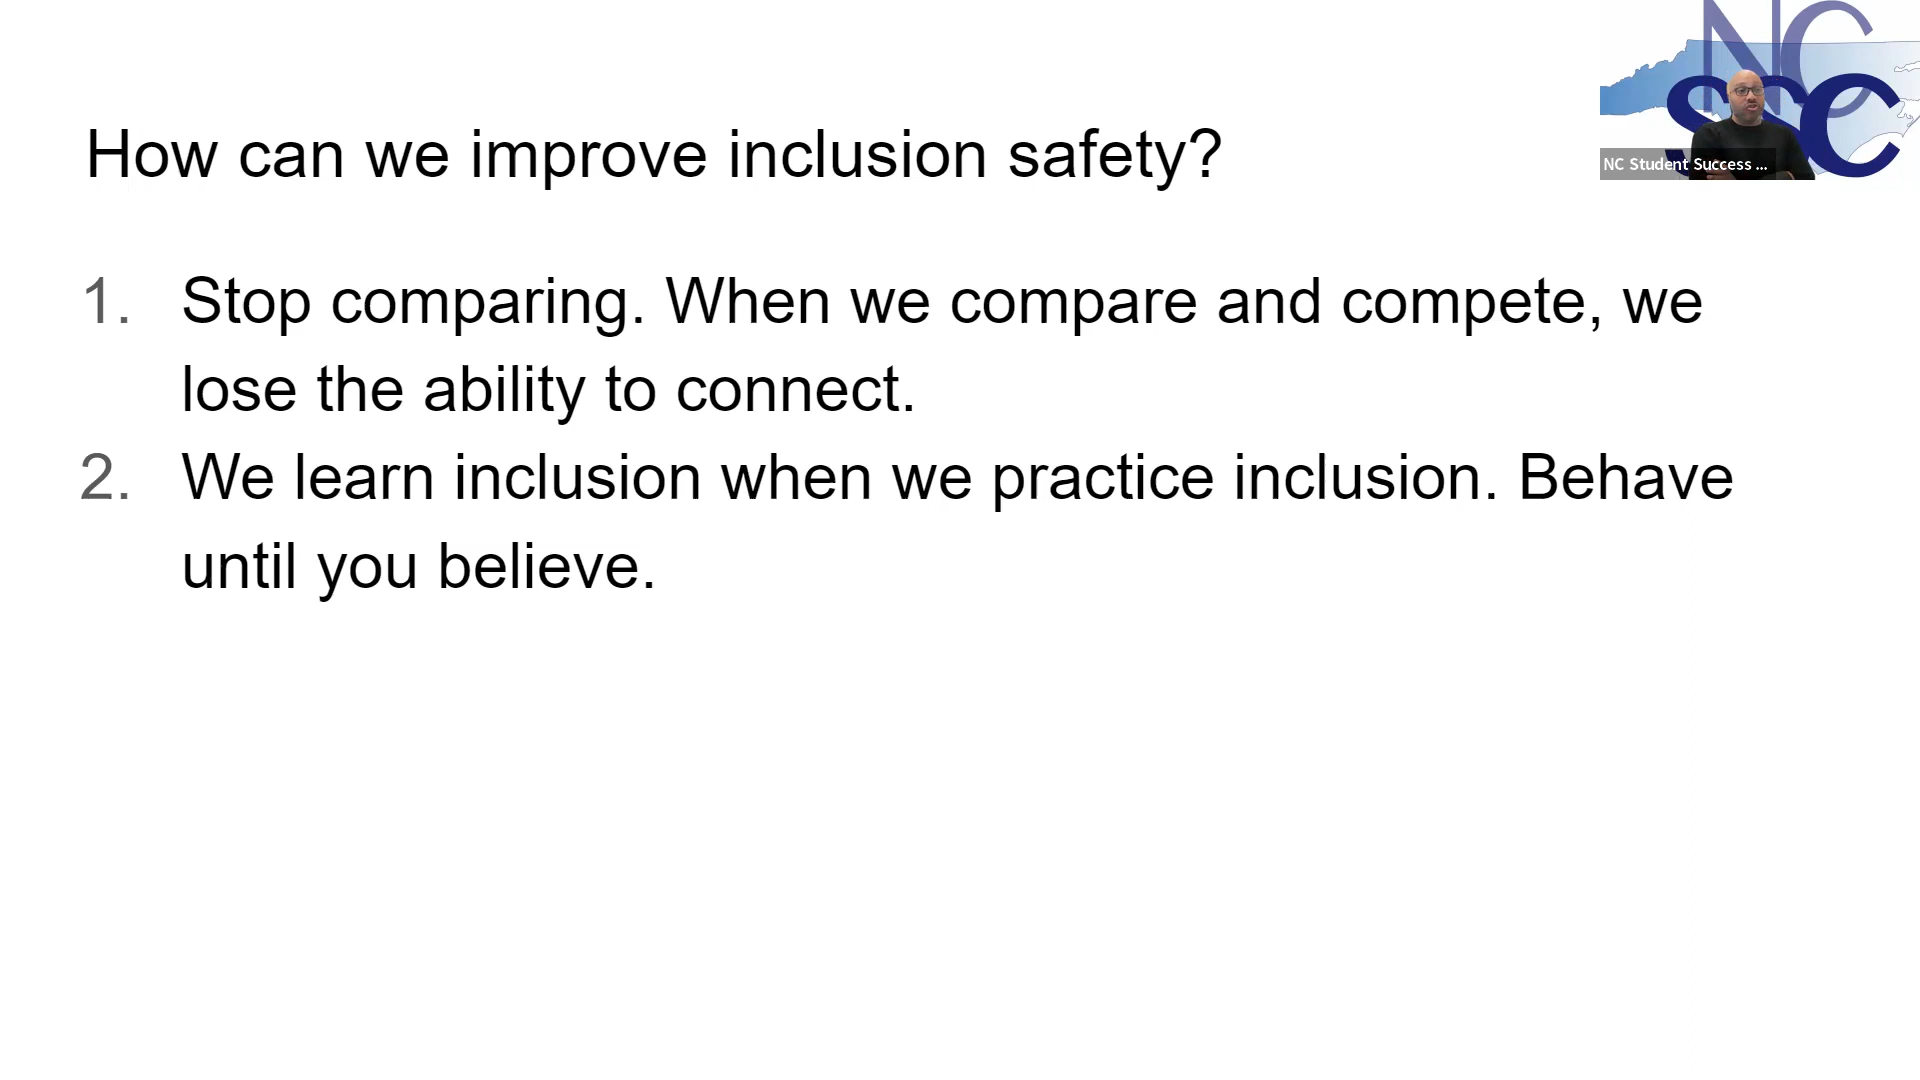 How can we improve inclusion safety?
NC
SSC
NC Student Success ...
1. Stop comparing. When we compare and compete, we
lose the ability to connect.
2. We learn inclusion when we practice inclusion. Behave
until you believe.